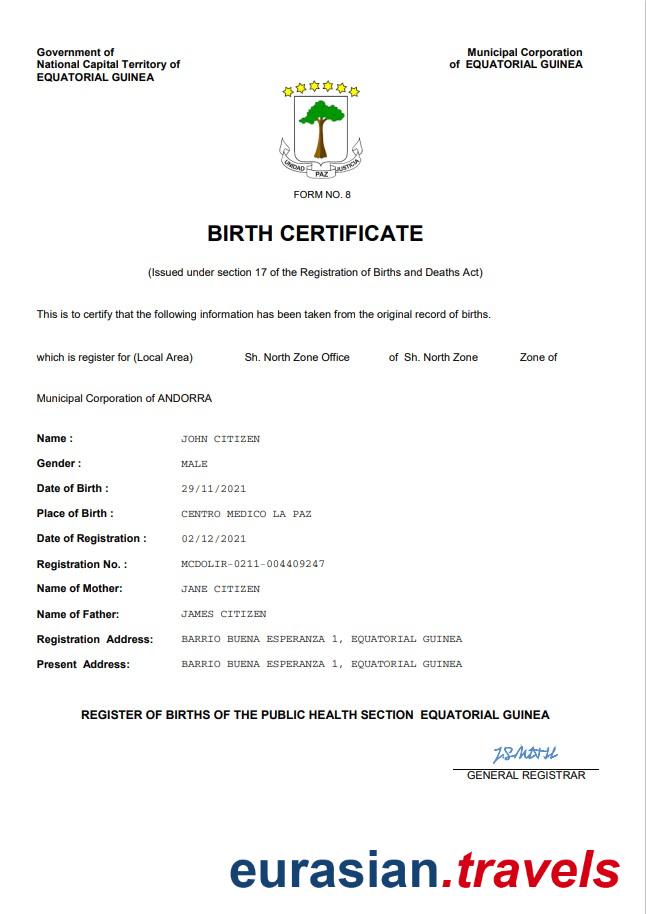 Government of
National Capital Territory of
EQUATORIAL GUINEA
Municipal Corporation
of EQUATORIAL GUINEA
UNIDAD PAZ JUSTICIA
FORM NO. 8
BIRTH CERTIFICATE
(Issued under section 17 of the Registration of Births and Deaths Act)
This is to certify that the following information has been taken from the original record of births.
which is register for (Local Area) Sh. North Zone Office of Sh. North Zone Zone of
Municipal Corporation of ANDORRA
Name : JOHN CITIZEN
Gender : MALE
Date of Birth : 29/11/2021
Place of Birth : CENTRO MEDICO LA PAZ
Date of Registration : 02/12/2021
Registration No. : MCDOLIR-0211-004409247
Name of Mother: JANE CITIZEN
Name of Father: JAMES CITIZEN
Registration Address: BARRIO BUENA ESPERANZA 1, EQUATORIAL GUINEA
Present Address: BARRIO BUENA ESPERANZA 1, EQUATORIAL GUINEA
REGISTER OF BIRTHS OF THE PUBLIC HEALTH SECTION EQUATORIAL GUINEA
GENERAL REGISTRAR
eurasian.travels